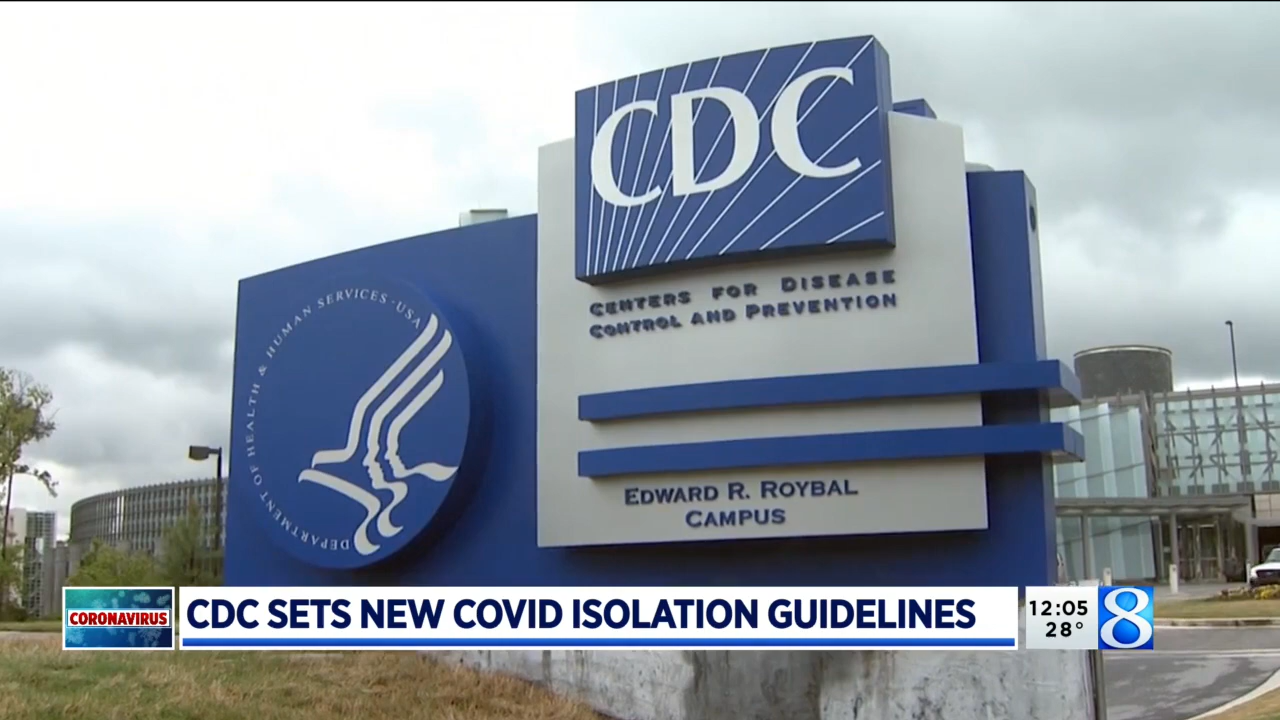 CDC
CENTERS FOR DISEASE
CONTROL AND PREVENTION
DEPARTMENT OF HEALTH & HUMAN SERVICES · USA
EDWARD R. ROYBAL
CAMPUS
CORONAVIRUS
CDC SETS NEW COVID ISOLATION GUIDELINES
12:05
28°
8